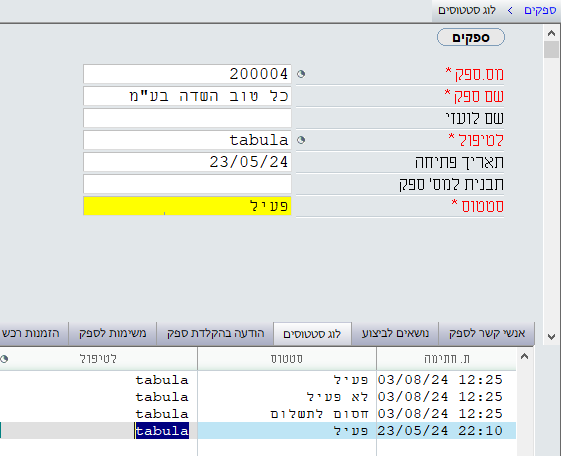 ספקים > לוג סטטוסים
ספקים
מס.ספק * 200004
שם ספק * כל טוב השדה בע"מ
שם לועזי
לטיפול * tabula
תאריך פתיחה 23/05/24
תבנית למס' ספק
סטטוס * פעיל
אנשי קשר לספק נושאים לביצוע לוג סטטוסים הודעה בהקלדת ספק משימות לספק הזמנות רכש
ת. חתימה סטטוס לטיפול
03/08/24 12:25 פעיל tabula
03/08/24 12:25 לא פעיל tabula
03/08/24 12:25 חסום לתשלום tabula
23/05/24 22:10 פעיל tabula